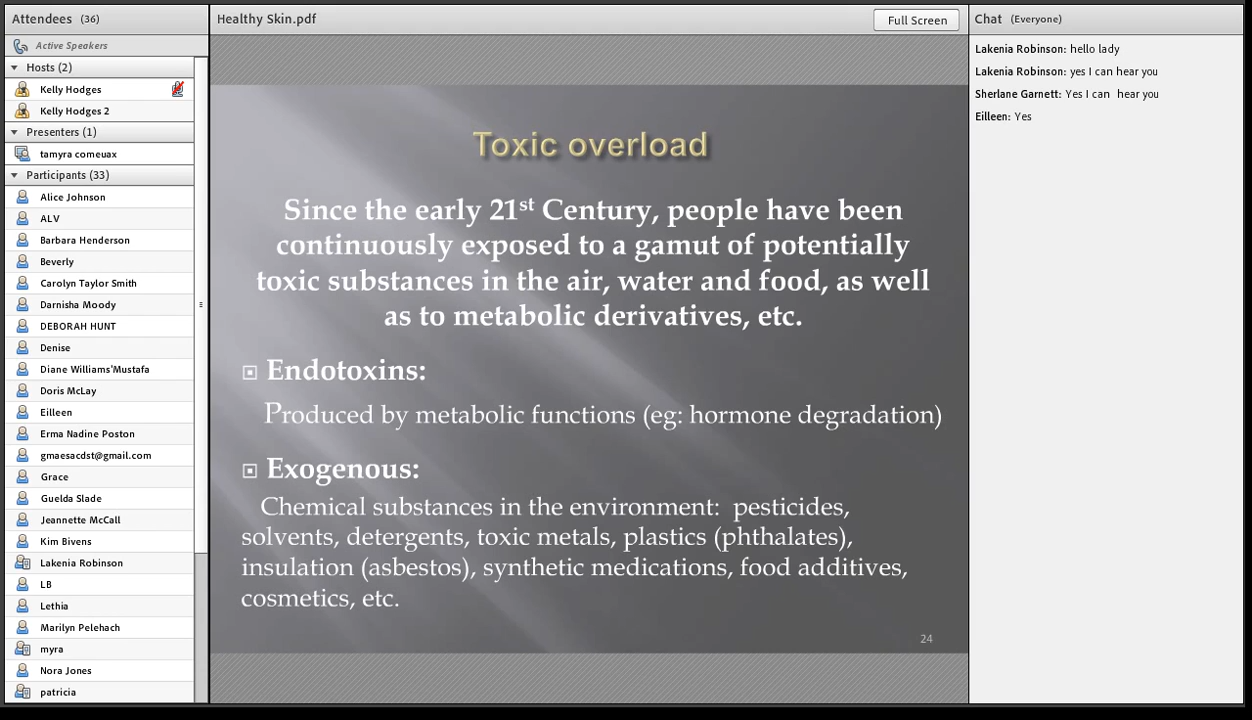 Attendees (36)
Active Speakers
Hosts (2)
Kelly Hodges
Kelly Hodges 2
Presenters (1)
tamyra comeuax
Participants (33)
Alice Johnson
ALV
Barbara Henderson
Beverly
Carolyn Taylor Smith
Darnisha Moody
DEBORAH HUNT
Denise
Diane Williams'Mustafa
Doris McLay
Eilleen
Erma Nadine Poston
gmaesacdst@gmail.com
Grace
Guelda Slade
Jeannette McCall
Kim Bivens
Lakenia Robinson
LB
Lethia
Marilyn Pelehach
myra
Nora Jones
patricia
Healthy Skin.pdf
Full Screen
Toxic overload
Since the early 21st Century, people have been
continuously exposed to a gamut of potentially
toxic substances in the air, water and food, as well
as to metabolic derivatives, etc.
Endotoxins:
Produced by metabolic functions (eg: hormone degradation)
Exogenous:
Chemical substances in the environment: pesticides,
solvents, detergents, toxic metals, plastics (phthalates),
insulation (asbestos), synthetic medications, food additives,
cosmetics, etc.
24
Chat (Everyone)
Lakenia Robinson: hello lady
Lakenia Robinson: yes I can hear you
Sherlane Garnett: Yes I can hear you
Eilleen: Yes